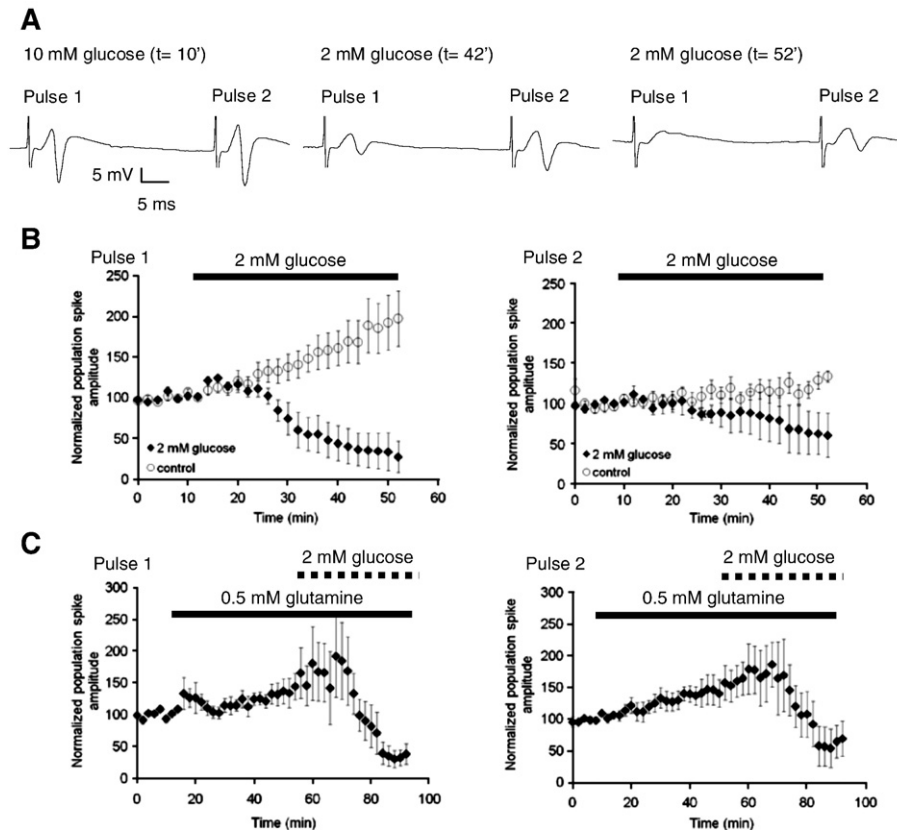 A
10 mM glucose (t= 10') 2 mM glucose (t= 42') 2 mM glucose (t= 52')
Pulse 1 Pulse 2 Pulse 1 Pulse 2 Pulse 1 Pulse 2
5 mV
5 ms
B
Pulse 1
2 mM glucose
Normalized population spike
amplitude
250
200
150
100
50
0
2 mM glucose
control
0 10 20 30 40 50 60
Time (min)
Pulse 2
2 mM glucose
Normalized population spike
amplitude
250
200
150
100
50
0
2 mM glucose
control
0 10 20 30 40 50 60
Time (min)
C
Pulse 1
2 mM glucose
0.5 mM glutamine
Normalized population spike
amplitude
300
250
200
150
100
50
0
0 20 40 60 80 100
Time (min)
Pulse 2
2 mM glucose
0.5 mM glutamine
Normalized population spike
amplitude
300
250
200
150
100
50
0
0 20 40 60 80 100
Time (min)